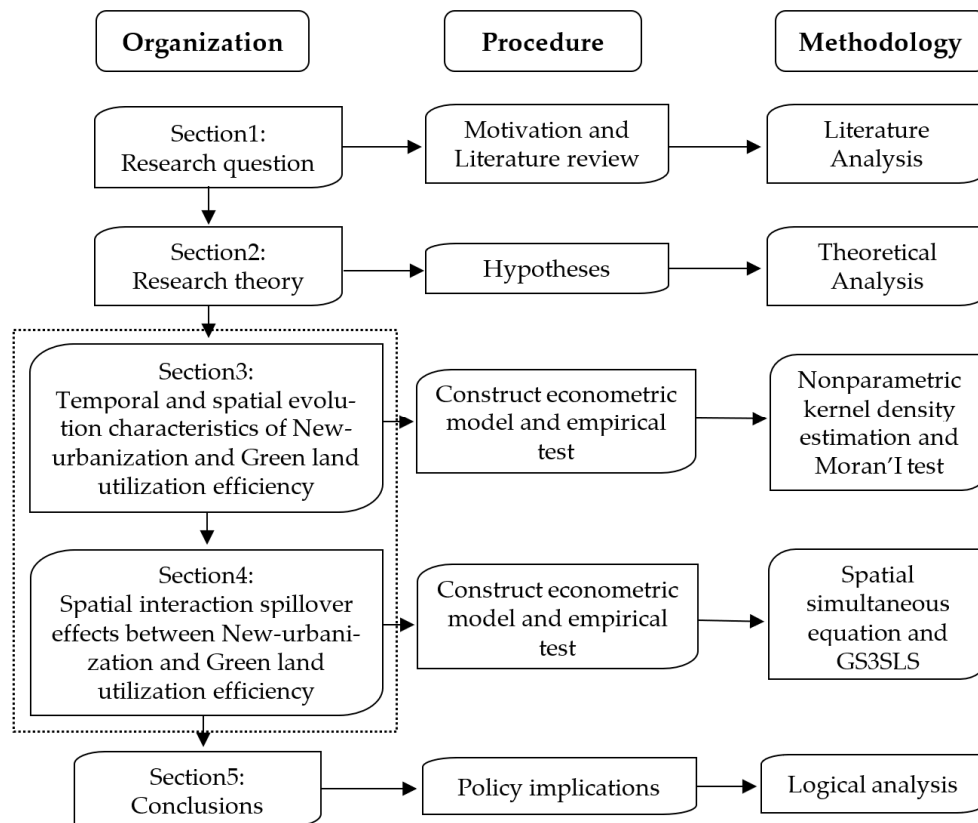 Organization
Procedure
Methodology
Section1:
Research question
Motivation and
Literature review
Literature
Analysis
Section2:
Research theory
Hypotheses
Theoretical
Analysis
Section3:
Temporal and spatial evolu-
tion characteristics of New-
urbanization and Green land
utilization efficiency
Construct econometric
model and empirical
test
Nonparametric
kernel density
estimation and
Moran'I test
Section4:
Spatial interaction spillover
effects between New-urbani-
zation and Green land
utilization efficiency
Construct econometric
model and empirical
test
Spatial
simultaneous
equation and
GS3SLS
Section5:
Conclusions
Policy implications
Logical analysis